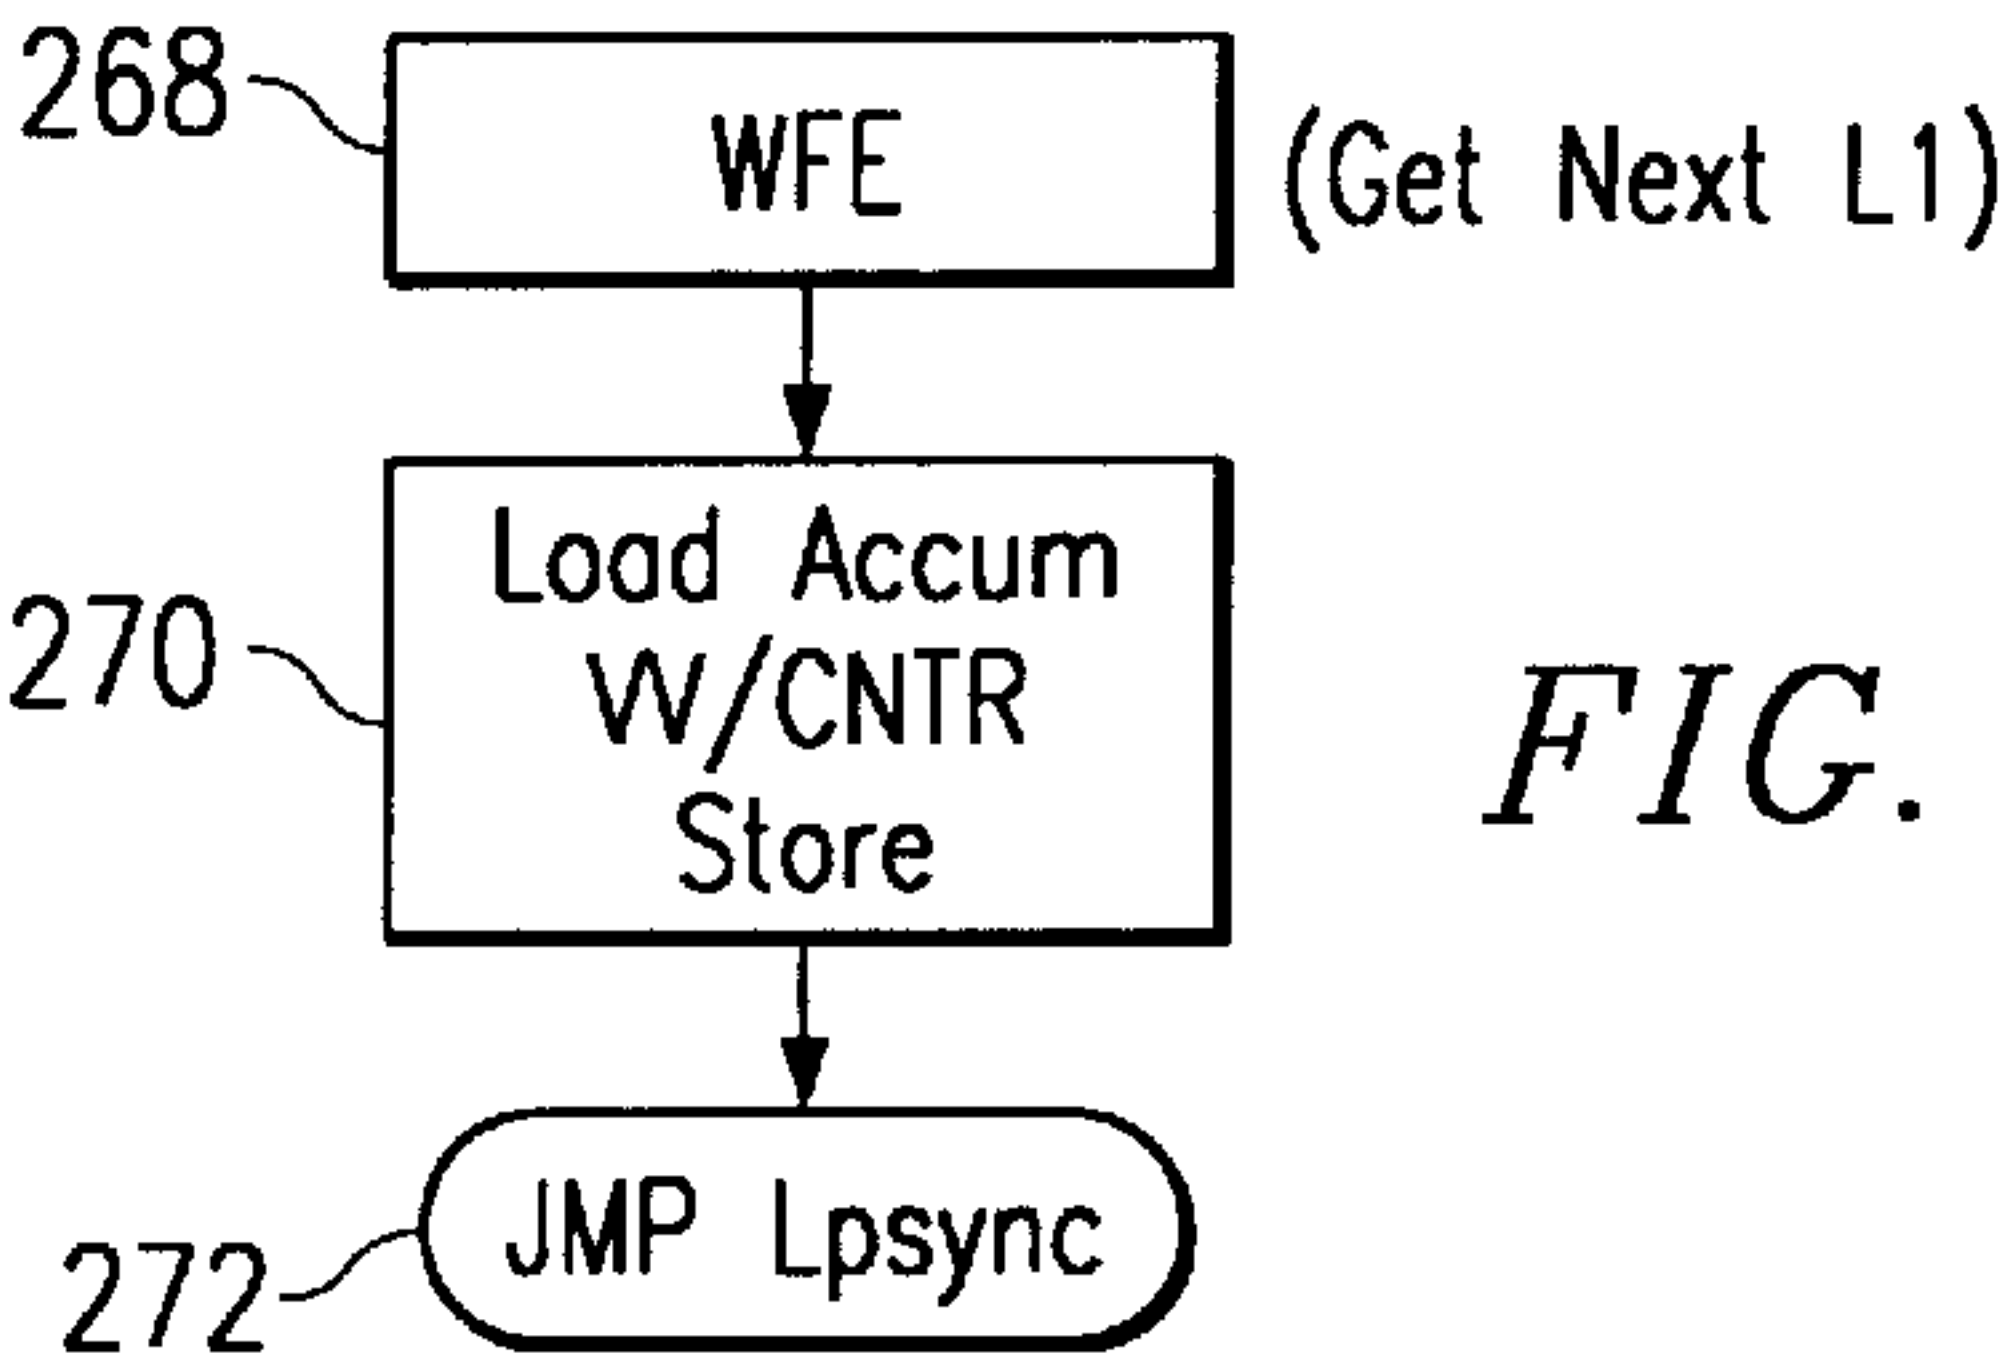 268
WFE
(Get Next L1)
270
Load Accum
W/CNTR
Store
FIG.
272
JMP Lpsync